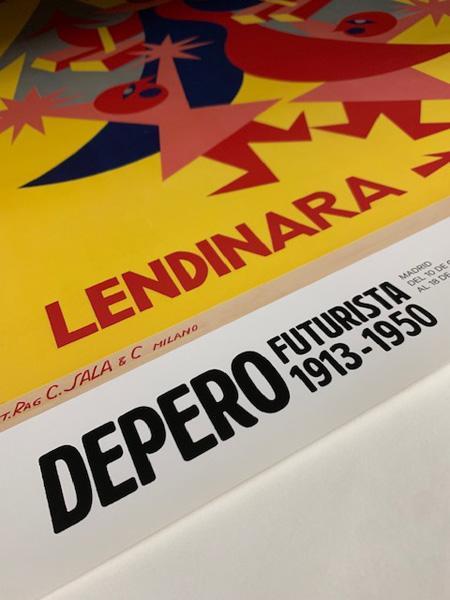 LENDINARA
T. RAG C. SALA & C MILANO
DEPERO
FUTURISTA
1913-1950
MADRID
DEL 10 DE
AL 18 DE